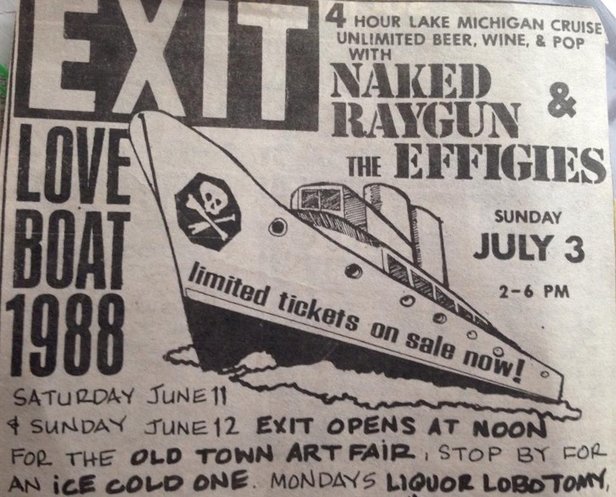 EXIT
4 HOUR LAKE MICHIGAN CRUISE
UNLIMITED BEER, WINE, & POP
WITH
NAKED
RAYGUN &
THE EFFIGIES
LOVE
BOAT
1988
SUNDAY
JULY 3
2-6 PM
limited tickets on sale now!
SATURDAY JUNE 11
& SUNDAY JUNE 12 EXIT OPENS AT NOON
FOR THE OLD TOWN ART FAIR, STOP BY FOR
AN ICE COLD ONE. MONDAYS LIQUOR LOBOTOMY,